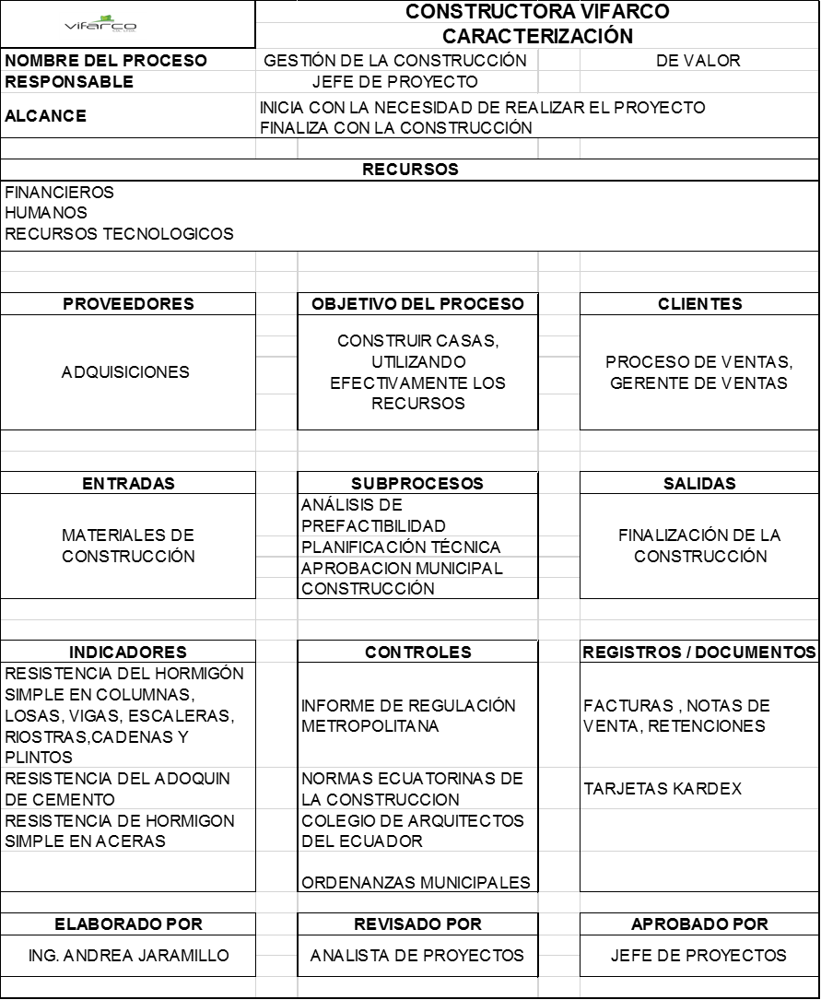 vifarco
CONSTRUCTORA VIFARCO
CARACTERIZACIÓN
NOMBRE DEL PROCESO GESTIÓN DE LA CONSTRUCCIÓN DE VALOR
RESPONSABLE JEFE DE PROYECTO
ALCANCE
INICIA CON LA NECESIDAD DE REALIZAR EL PROYECTO
FINALIZA CON LA CONSTRUCCIÓN
RECURSOS
FINANCIEROS
HUMANOS
RECURSOS TECNOLOGICOS
PROVEEDORES
ADQUISICIONES
OBJETIVO DEL PROCESO
CONSTRUIR CASAS,
UTILIZANDO
EFECTIVAMENTE LOS
RECURSOS
CLIENTES
PROCESO DE VENTAS,
GERENTE DE VENTAS
ENTRADAS
MATERIALES DE
CONSTRUCCIÓN
SUBPROCESOS
ANÁLISIS DE
PREFACTIBILIDAD
PLANIFICACIÓN TÉCNICA
APROBACION MUNICIPAL
CONSTRUCCIÓN
SALIDAS
FINALIZACIÓN DE LA
CONSTRUCCIÓN
INDICADORES
RESISTENCIA DEL HORMIGÓN
SIMPLE EN COLUMNAS,
LOSAS, VIGAS, ESCALERAS,
RIOSTRAS,CADENAS Y
PLINTOS
RESISTENCIA DEL ADOQUIN
DE CEMENTO
RESISTENCIA DE HORMIGON
SIMPLE EN ACERAS
CONTROLES
INFORME DE REGULACIÓN
METROPOLITANA
NORMAS ECUATORINAS DE
LA CONSTRUCCION
COLEGIO DE ARQUITECTOS
DEL ECUADOR
ORDENANZAS MUNICIPALES
REGISTROS / DOCUMENTOS
FACTURAS , NOTAS DE
VENTA, RETENCIONES
TARJETAS KARDEX
ELABORADO POR
ING. ANDREA JARAMILLO
REVISADO POR
ANALISTA DE PROYECTOS
APROBADO POR
JEFE DE PROYECTOS